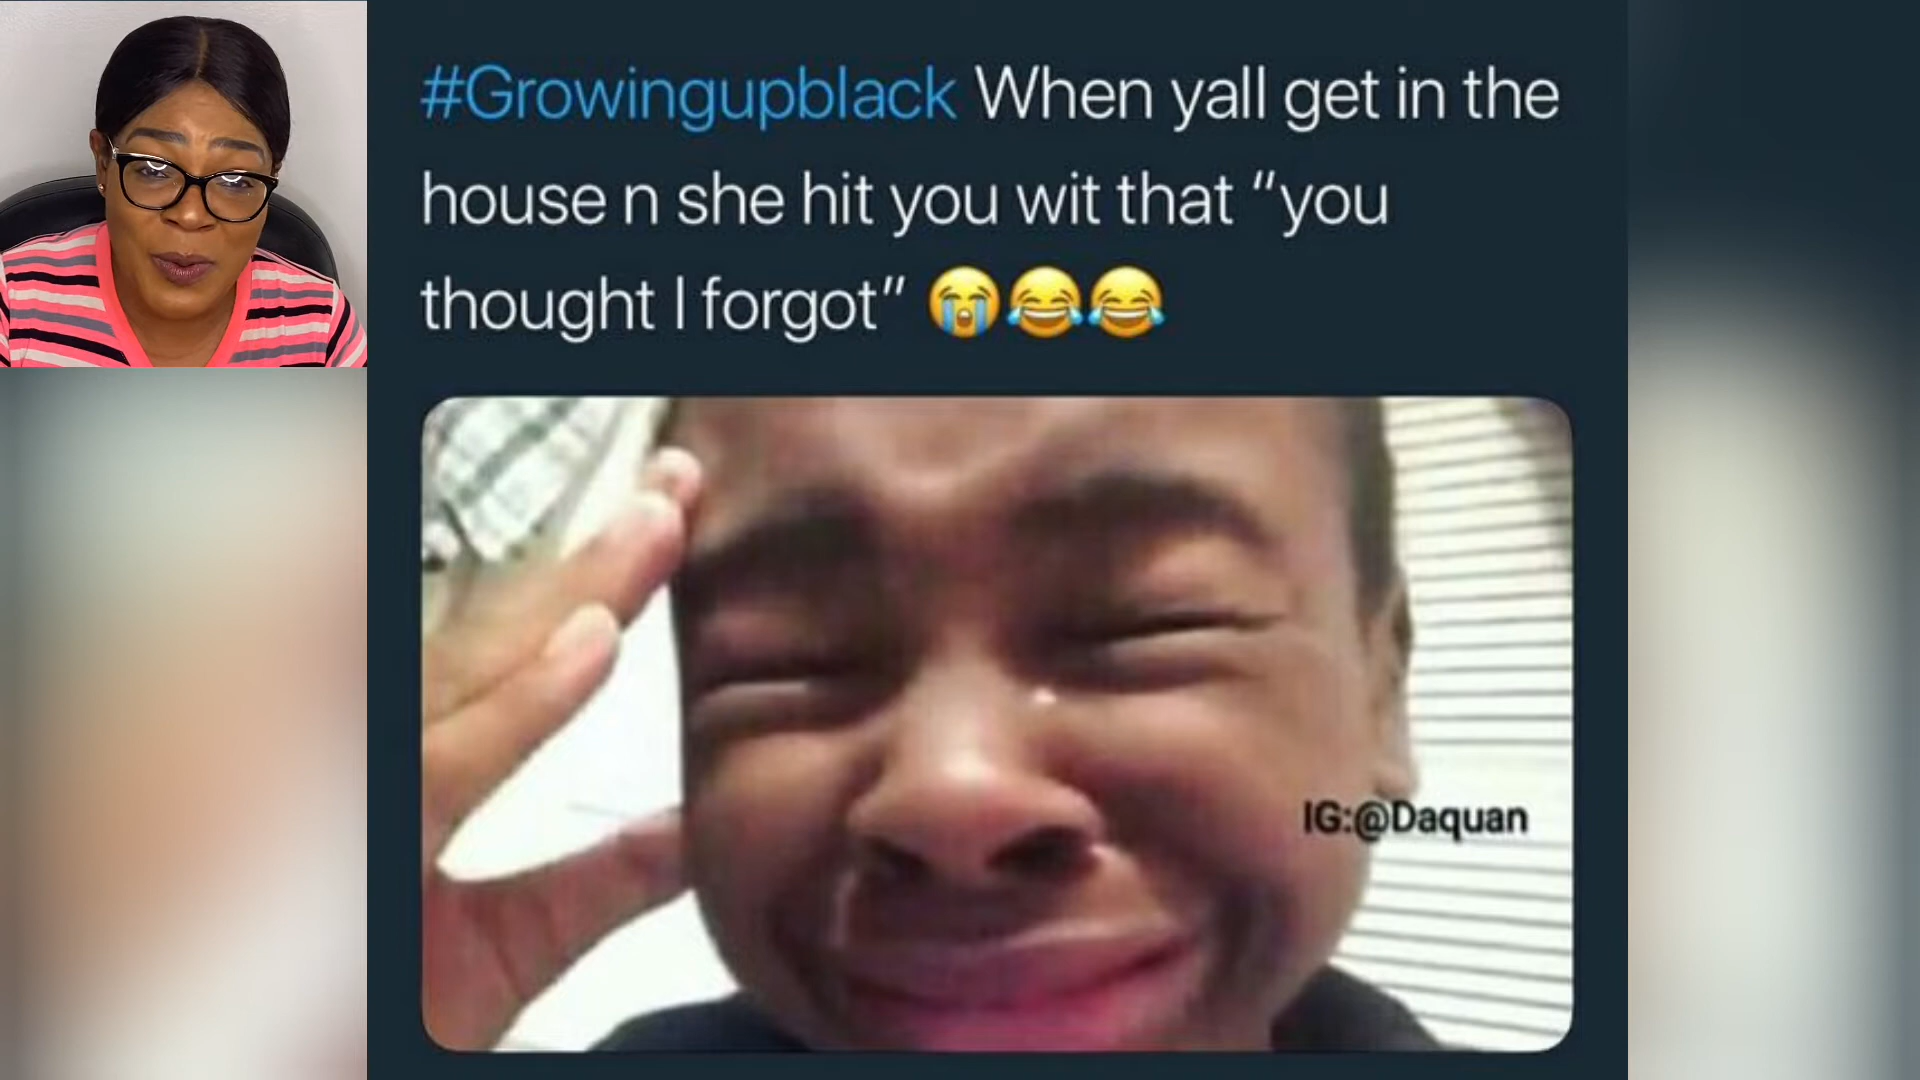 #Growingupblack When yall get in the
house n she hit you wit that “you
thought I forgot” 😭😂😂
IG:@Daquan